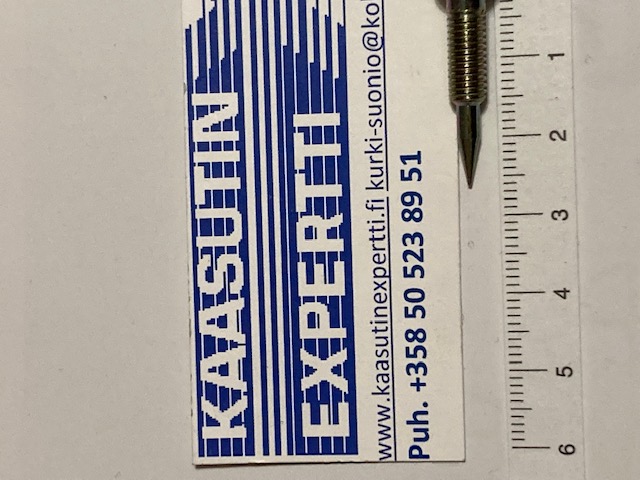 KAASUTIN
EXPERTTI
www.kaasutinexpertti.fi kurki-suonio@kol
Puh. +358 50 523 89 51
1
2
3
4
5
6